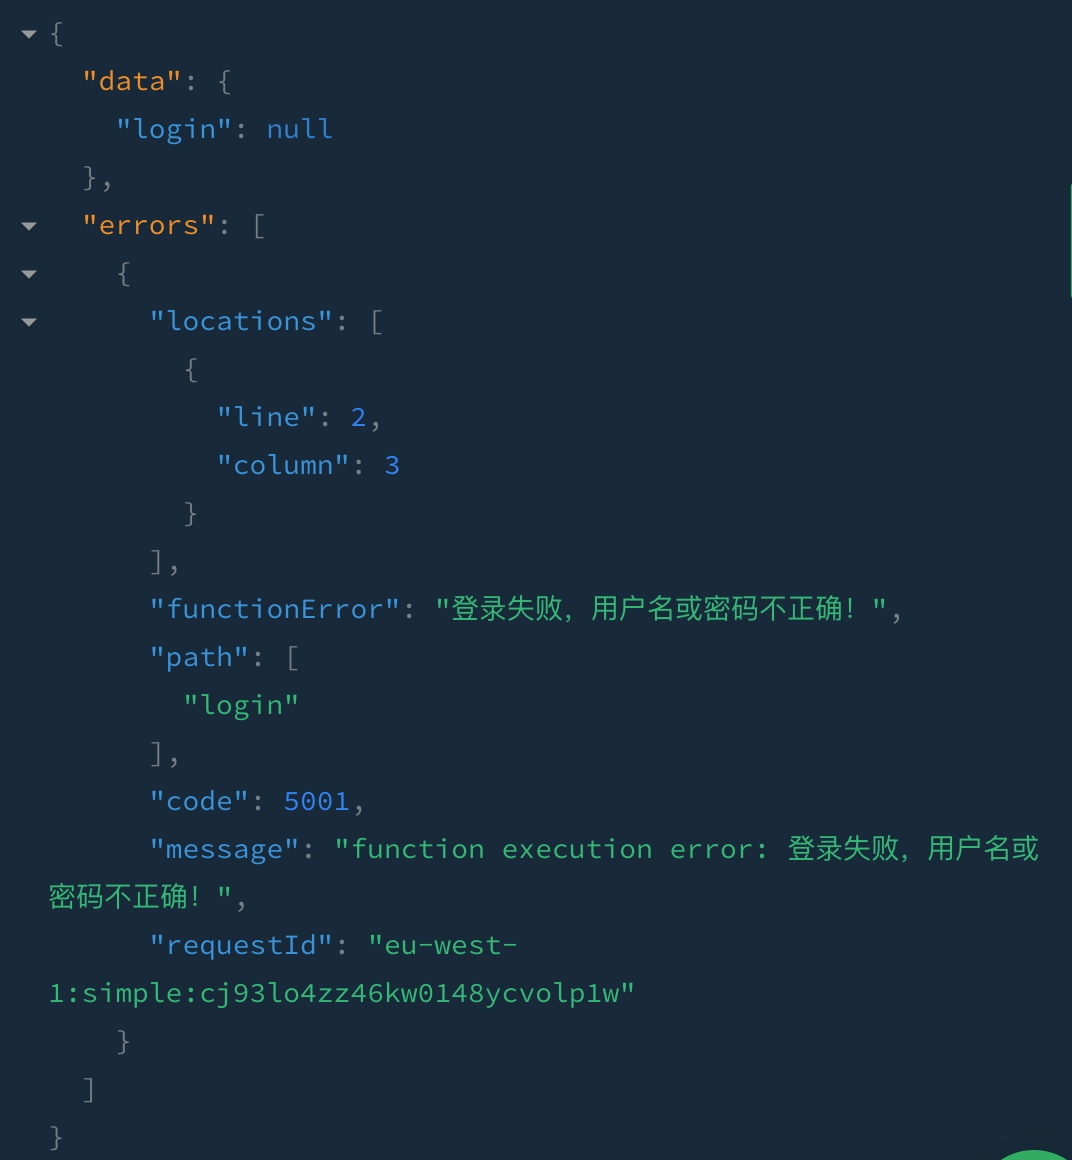 {
"data": {
"login": null
},
"errors": [
{
"locations": [
{
"line": 2,
"column": 3
}
],
"functionError": "登录失败，用户名或密码不正确！",
"path": [
"login"
],
"code": 5001,
"message": "function execution error: 登录失败，用户名或
密码不正确！",
"requestId": "eu-west-
1:simple:cj93lo4zz46kw0148ycvolp1w"
}
]
}